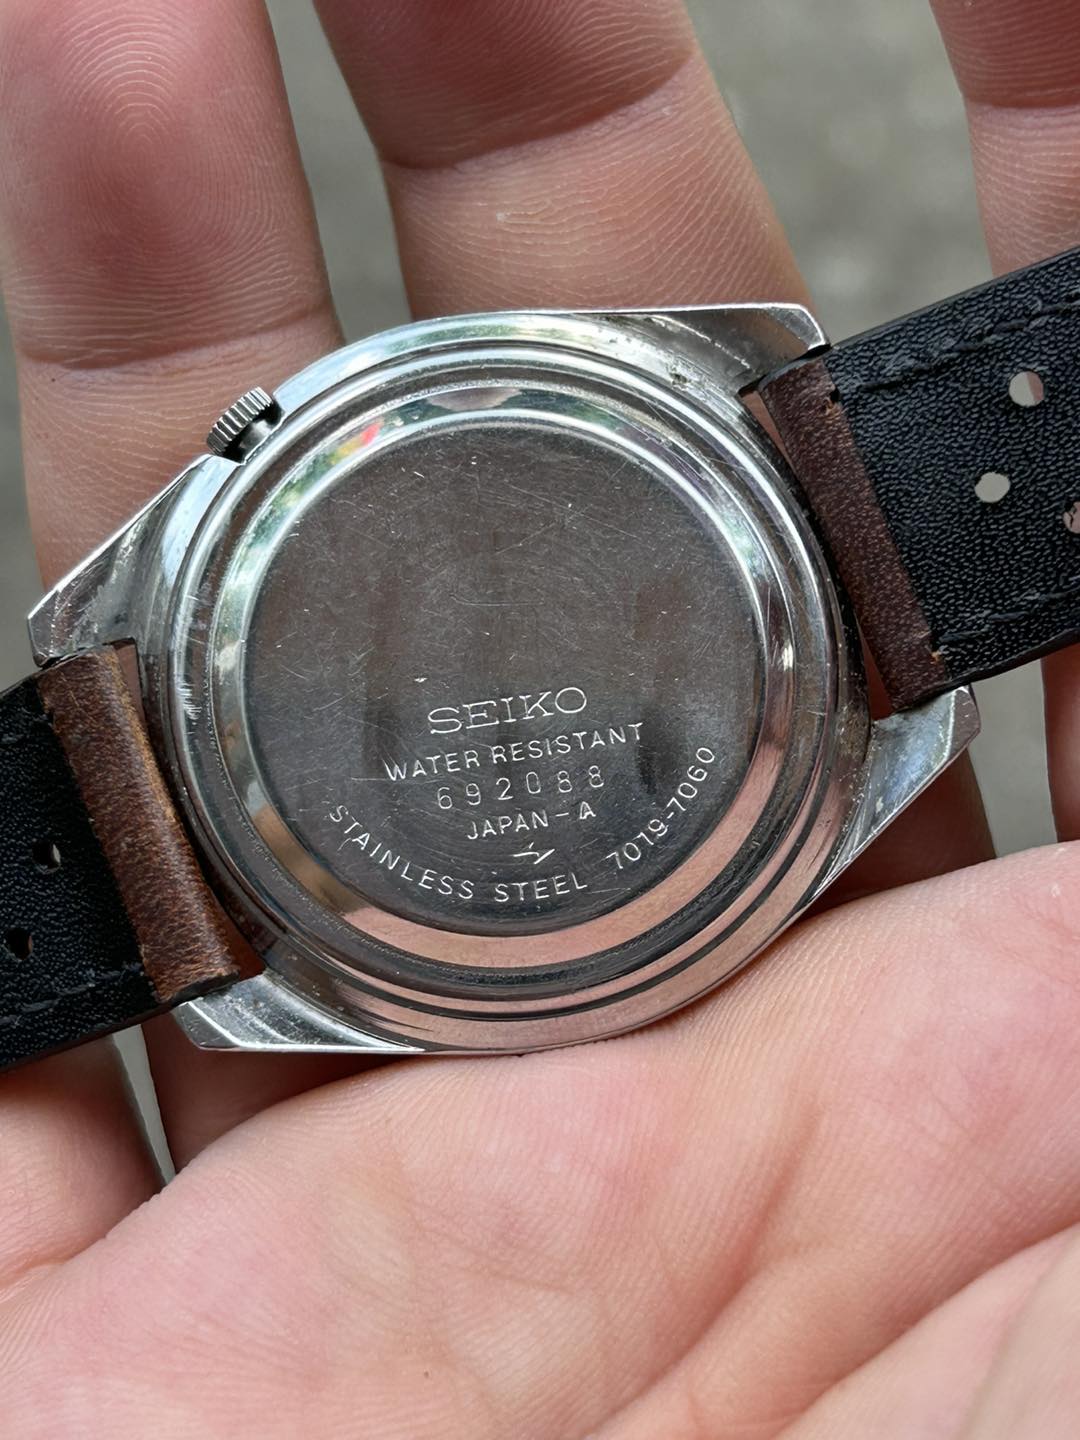 SEIKO
WATER RESISTANT
692088
JAPAN-A
STAINLESS STEEL 7019-7060